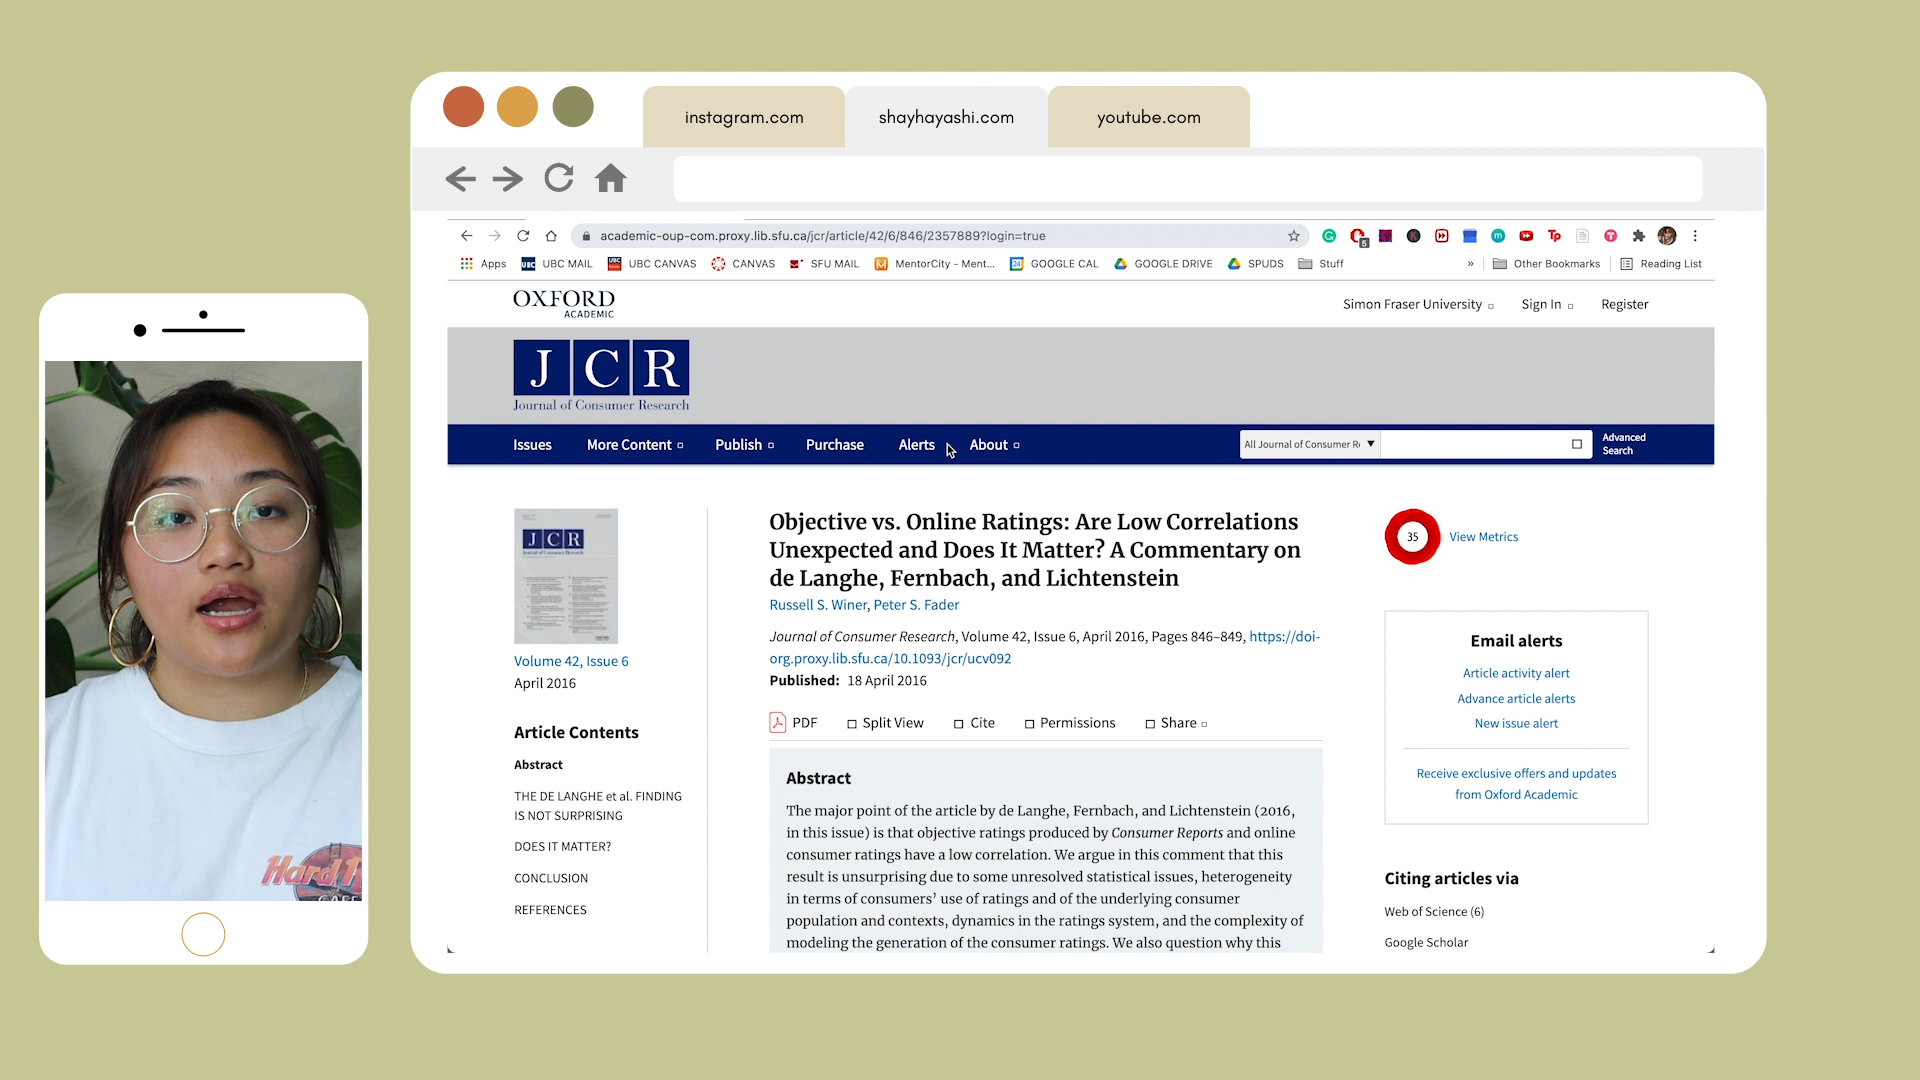 instagram.com
shayhayashi.com
youtube.com
academic-oup-com.proxy.lib.sfu.ca/jcr/article/42/6/846/2357889?login=true
5
Apps
UBC MAIL
UBC CANVAS
CANVAS
SFU MAIL
MentorCity - Ment...
GOOGLE CAL
GOOGLE DRIVE
SPUDS
Stuff
»
Other Bookmarks
Reading List
OXFORD
ACADEMIC
Simon Fraser University
Sign In
Register
JCR
Journal of Consumer Research
Issues
More Content
Publish
Purchase
Alerts
About
All Journal of Consumer R
Advanced
Search
JCR
Volume 42, Issue 6
April 2016
Article Contents
Abstract
THE DE LANGHE et al. FINDING
IS NOT SURPRISING
DOES IT MATTER?
CONCLUSION
REFERENCES
Objective vs. Online Ratings: Are Low Correlations
Unexpected and Does It Matter? A Commentary on
de Langhe, Fernbach, and Lichtenstein
Russell S. Winer, Peter S. Fader
Journal of Consumer Research, Volume 42, Issue 6, April 2016, Pages 846–849, https://doi-
org.proxy.lib.sfu.ca/10.1093/jcr/ucv092
Published: 18 April 2016
PDF
Split View
Cite
Permissions
Share
Abstract
The major point of the article by de Langhe, Fernbach, and Lichtenstein (2016,
in this issue) is that objective ratings produced by Consumer Reports and online
consumer ratings have a low correlation. We argue in this comment that this
result is unsurprising due to some unresolved statistical issues, heterogeneity
in terms of consumers’ use of ratings and of the underlying consumer
population and contexts, dynamics in the ratings system, and the complexity of
modeling the generation of the consumer ratings. We also question why this
35
View Metrics
Email alerts
Article activity alert
Advance article alerts
New issue alert
Receive exclusive offers and updates
from Oxford Academic
Citing articles via
Web of Science (6)
Google Scholar
Hard